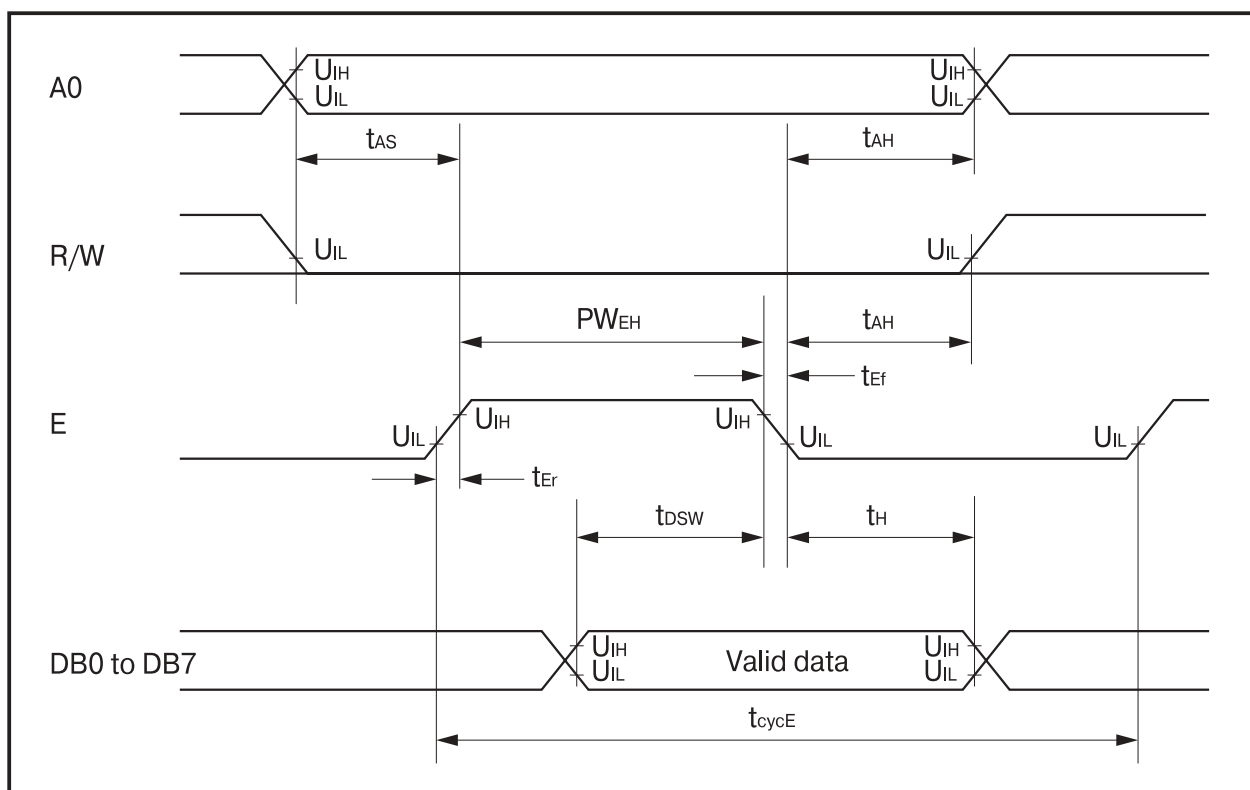 A0
UIH
UIL
UIH
UIL
tAS
tAH
R/W
UIL
UIL
PWEH
tAH
tEf
E
UIL
UIH
UIH
UIL
UIL
tEr
tDSW
tH
DB0 to DB7
UIH
UIL
Valid data
UIH
UIL
tcycE